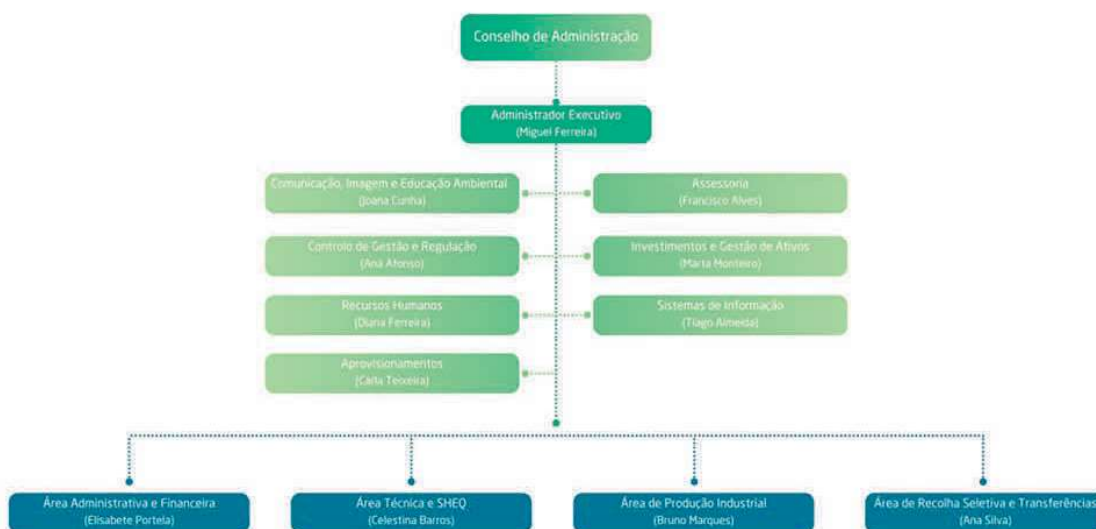 Conselho de Administração
Administrador Executivo
(Miguel Ferreira)
Comunicação, Imagem e Educação Ambiental
(Joana Cunha)
Assessoria
(Francisco Alves)
Controlo de Gestão e Regulação
(Ana Afonso)
Investimentos e Gestão de Ativos
(Marta Monteiro)
Recursos Humanos
(Diana Ferreira)
Sistemas de Informação
(Tiago Almeida)
Aprovisionamentos
(Carla Teixeira)
Área Administrativa e Financeira
(Elisabete Portela)
Área Técnica e SHEQ
(Celestina Barros)
Área de Produção Industrial
(Bruno Marques)
Área de Recolha Seletiva e Transferências
(Ana Silva)